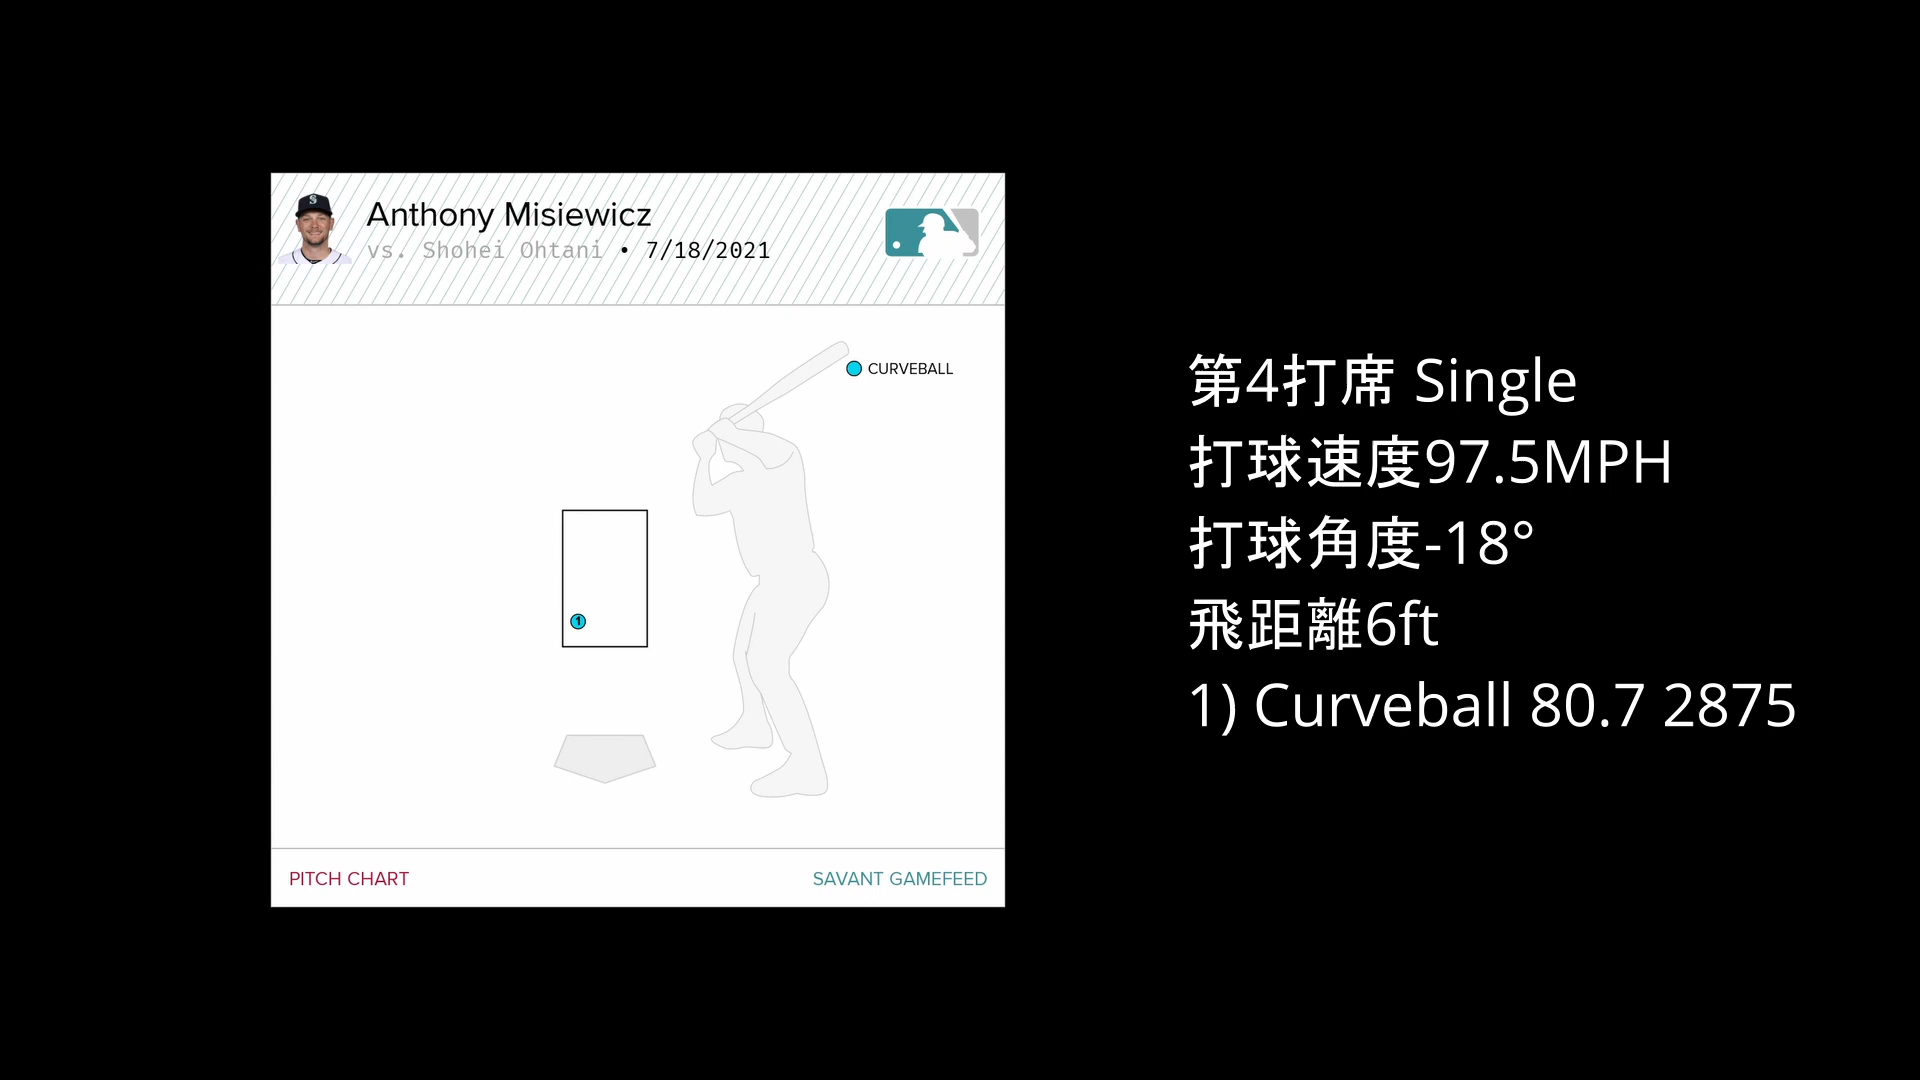 Anthony Misiewicz
vs. Shohei Ohtani • 7/18/2021
CURVEBALL
1
PITCH CHART
SAVANT GAMEFEED
第4打席 Single
打球速度97.5MPH
打球角度-18°
飛距離6ft
1) Curveball 80.7 2875